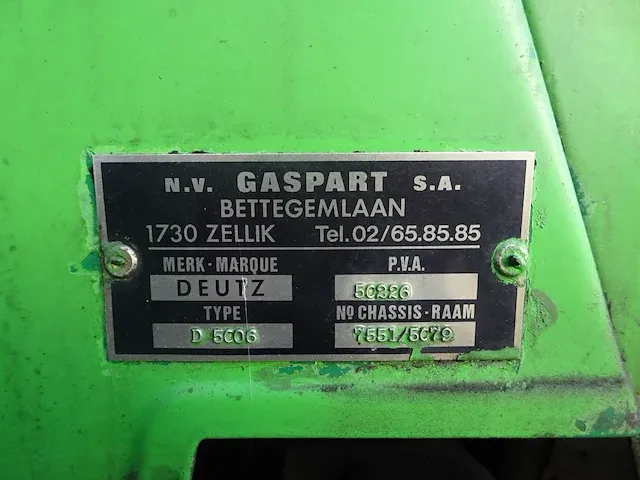 N.V. GASPART S.A.
BETTEGEMLAAN
1730 ZELLIK Tel. 02/65.85.85
MERK - MARQUE P.V.A.
DEUTZ 50226
TYPE No CHASSIS - RAAM
D 5006 7551/5079